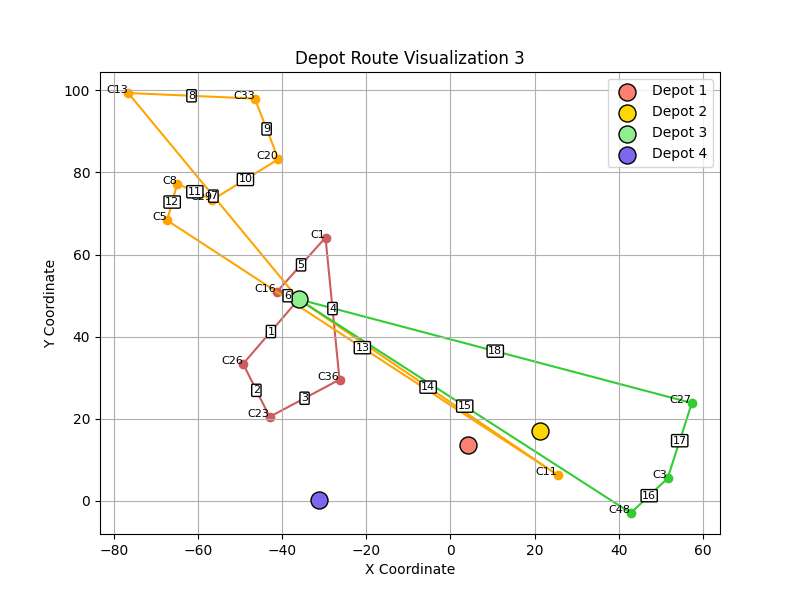 Depot Route Visualization 3
Depot 1
Depot 2
Depot 3
Depot 4
Y Coordinate
100
80
60
40
20
0
C13
8
C33
9
C20
10
C8
11
7
12
C5
C1
5
C16
6
4
1
13
18
C26
C36
2
3
14
C23
15
C27
17
C11
C3
16
C48
−80
−60
−40
−20
0
20
40
60
X Coordinate